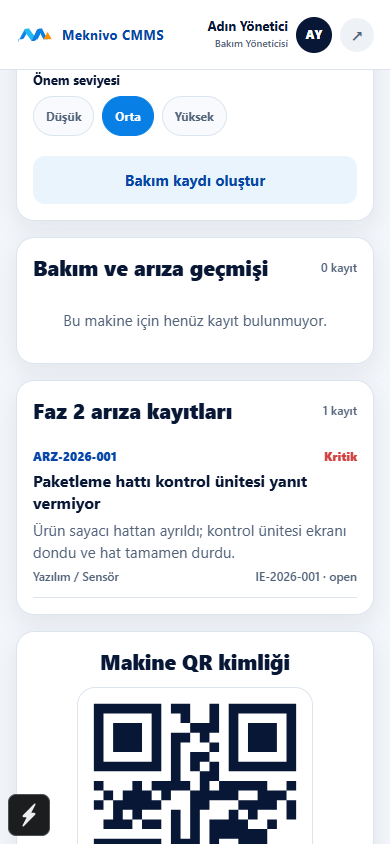 Meknivo CMMS
Adın Yönetici
Bakım Yöneticisi
AY
↗
Önem seviyesi
Düşük
Orta
Yüksek
Bakım kaydı oluştur
Bakım ve arıza geçmişi
0 kayıt
Bu makine için henüz kayıt bulunmuyor.
Faz 2 arıza kayıtları
1 kayıt
ARZ-2026-001
Kritik
Paketleme hattı kontrol ünitesi yanıt
vermiyor
Ürün sayacı hattan ayrıldı; kontrol ünitesi ekranı
dondu ve hat tamamen durdu.
Yazılım / Sensör
IE-2026-001 · open
Makine QR kimliği